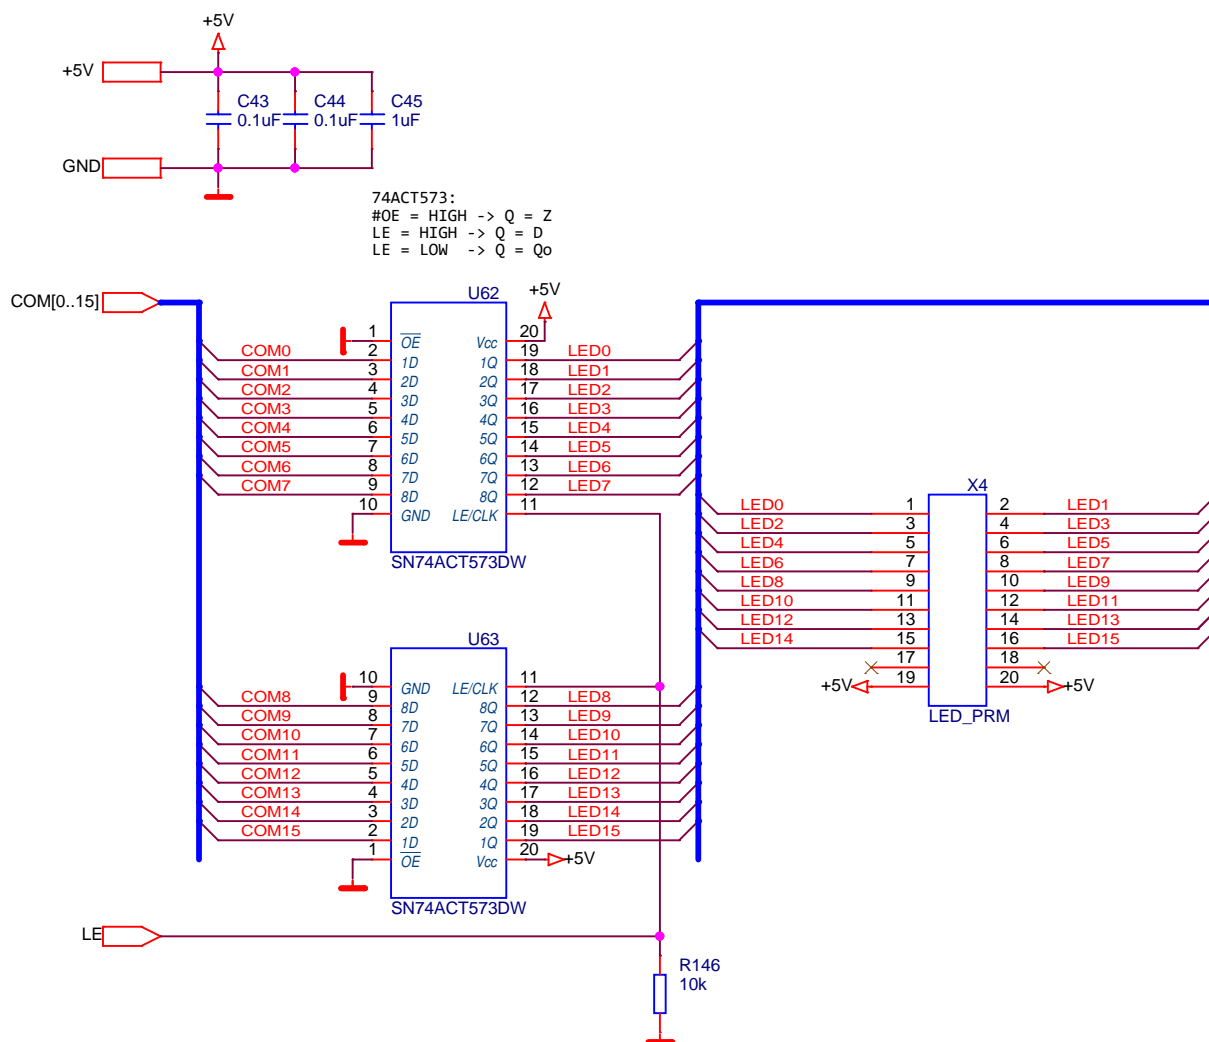 +5V
+5V
C43 C44 C45
0.1uF 0.1uF 1uF
GND
74ACT573:
#OE = HIGH -> Q = Z
LE = HIGH -> Q = D
LE = LOW  -> Q = Qo
COM[0..15]
U62 +5V
1 OE Vcc 20
COM0 2 1D 1Q 19 LED0
COM1 3 2D 2Q 18 LED1
COM2 4 3D 3Q 17 LED2
COM3 5 4D 4Q 16 LED3
COM4 6 5D 5Q 15 LED4
COM5 7 6D 6Q 14 LED5
COM6 8 7D 7Q 13 LED6
COM7 9 8D 8Q 12 LED7
10 GND LE/CLK 11
SN74ACT573DW
X4
LED0 1 2 LED1
LED2 3 4 LED3
LED4 5 6 LED5
LED6 7 8 LED7
LED8 9 10 LED9
LED10 11 12 LED11
LED12 13 14 LED13
LED14 15 16 LED15
17 18
+5V 19 20 +5V
LED_PRM
U63
10 GND LE/CLK 11
COM8 9 8D 8Q 12 LED8
COM9 8 7D 7Q 13 LED9
COM10 7 6D 6Q 14 LED10
COM11 6 5D 5Q 15 LED11
COM12 5 4D 4Q 16 LED12
COM13 4 3D 3Q 17 LED13
COM14 3 2D 2Q 18 LED14
COM15 2 1D 1Q 19 LED15
1 OE Vcc 20 +5V
SN74ACT573DW
LE
R146
10k